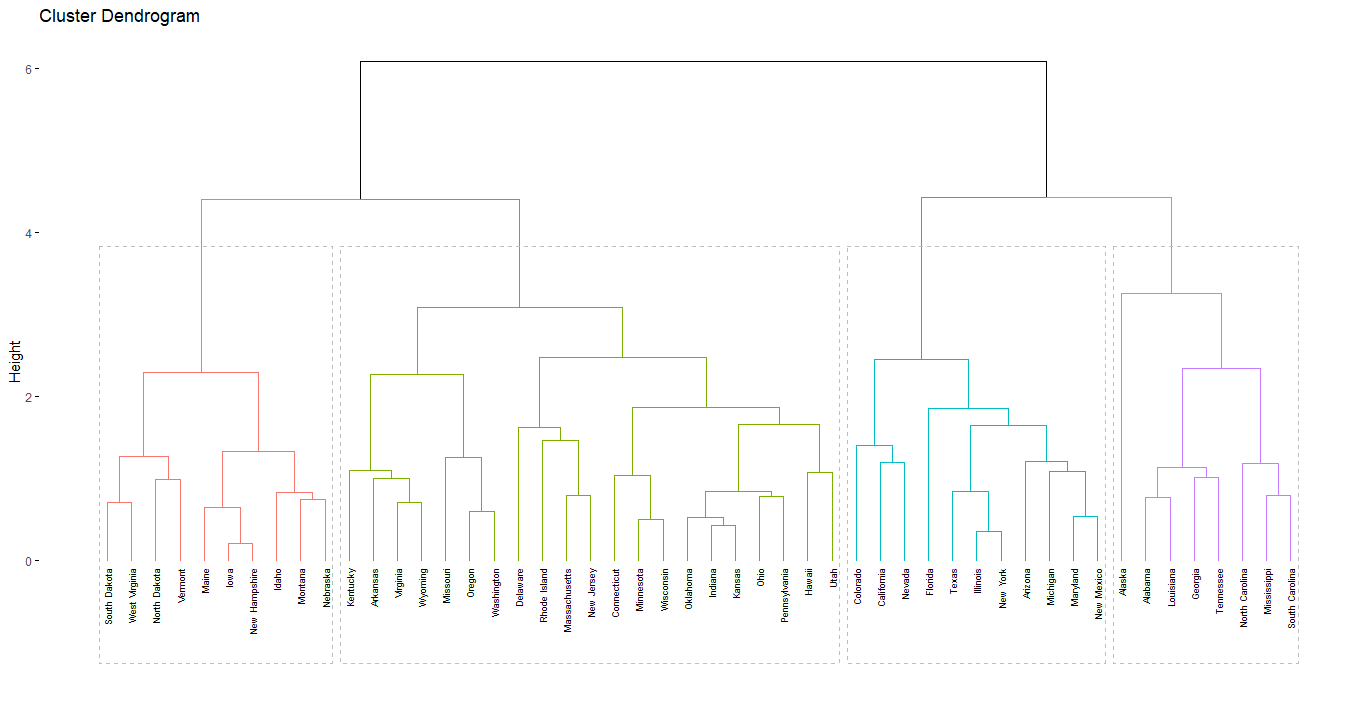 Cluster Dendrogram
6
4
2
0
Height
South Dakota
West Virginia
North Dakota
Vermont
Maine
Iowa
New Hampshire
Idaho
Montana
Nebraska
Kentucky
Arkansas
Virginia
Wyoming
Missouri
Oregon
Washington
Delaware
Rhode Island
Massachusetts
New Jersey
Connecticut
Minnesota
Wisconsin
Oklahoma
Indiana
Kansas
Ohio
Pennsylvania
Hawaii
Utah
Colorado
California
Nevada
Florida
Texas
Illinois
New York
Arizona
Michigan
Maryland
New Mexico
Alaska
Alabama
Louisiana
Georgia
Tennessee
North Carolina
Mississippi
South Carolina